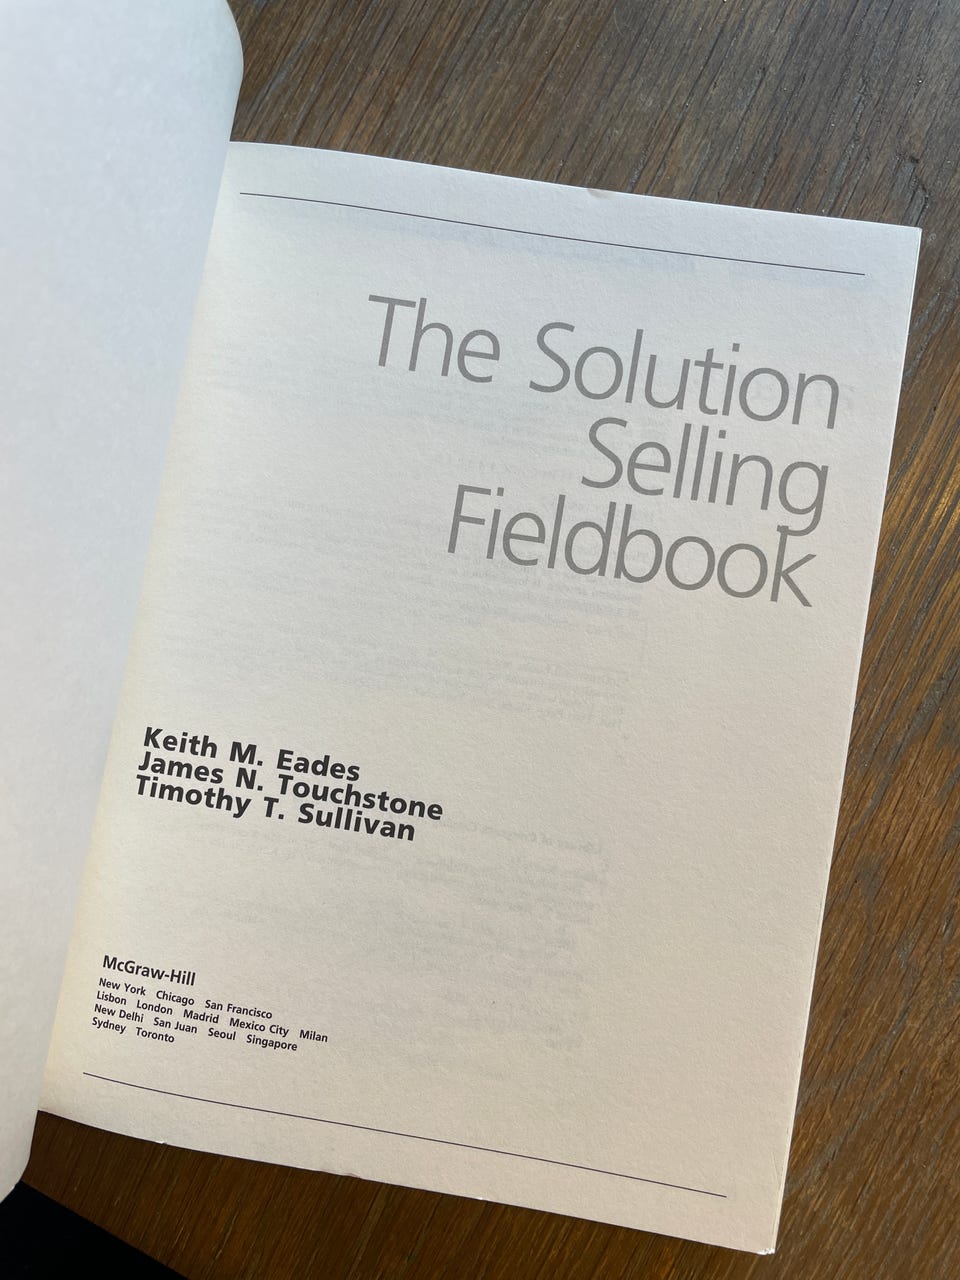 The Solution
Selling
Fieldbook
Keith M. Eades
James N. Touchstone
Timothy T. Sullivan
McGraw-Hill
New York Chicago San Francisco
Lisbon London Madrid Mexico City Milan
New Delhi San Juan Seoul Singapore
Sydney Toronto